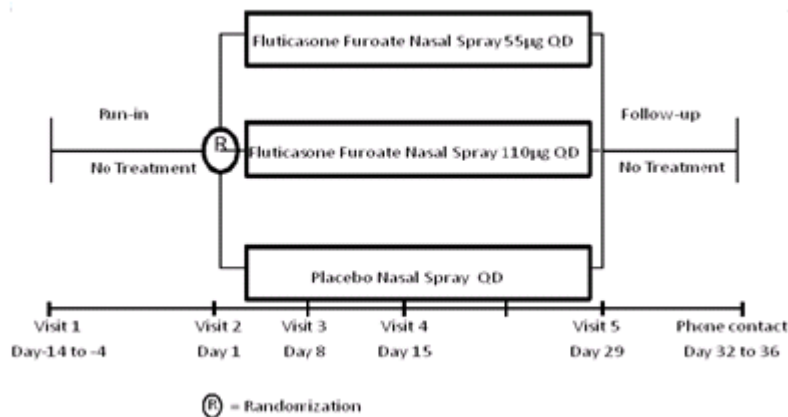 Fluticasone Furoate Nasal Spray 55µg QD
Run-in
Follow-up
R
Fluticasone Furoate Nasal Spray 110µg QD
No Treatment
No Treatment
Placebo Nasal Spray QD
Visit 1
Visit 2
Visit 3
Visit 4
Visit 5
Phone contact
Day-14 to -4
Day 1
Day 8
Day 15
Day 29
Day 32 to 36
R = Randomization